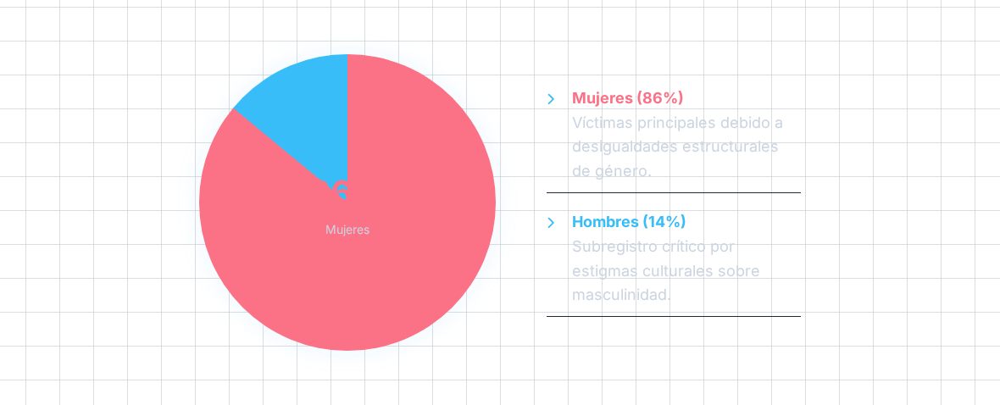 Mujeres (86%)
Víctimas principales debido a
desigualdades estructurales
de género.
Mujeres
Hombres (14%)
Subregistro crítico por
estigmas culturales sobre
masculinidad.